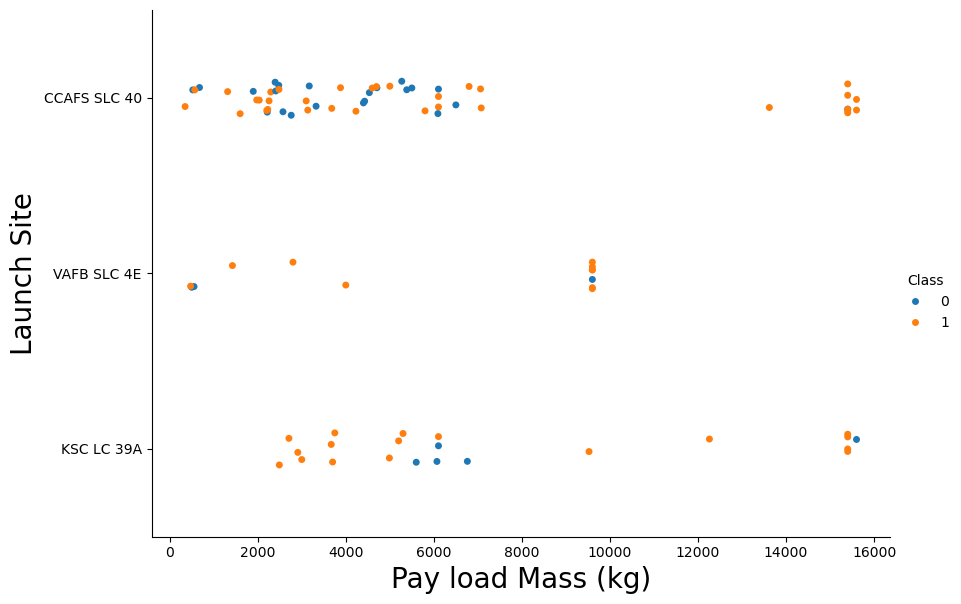 Launch Site
CCAFS SLC 40
VAFB SLC 4E
KSC LC 39A
0 2000 4000 6000 8000 10000 12000 14000 16000
Pay load Mass (kg)
Class
0
1